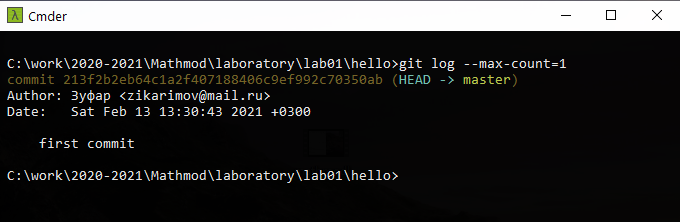 λ Cmder
C:\work\2020-2021\Mathmod\laboratory\lab01\hello>git log --max-count=1
commit 213f2b2eb64c1a2f407188406c9ef992c70350ab (HEAD -> master)
Author: Зуфар <zikarimov@mail.ru>
Date:   Sat Feb 13 13:30:43 2021 +0300
    first commit
C:\work\2020-2021\Mathmod\laboratory\lab01\hello>